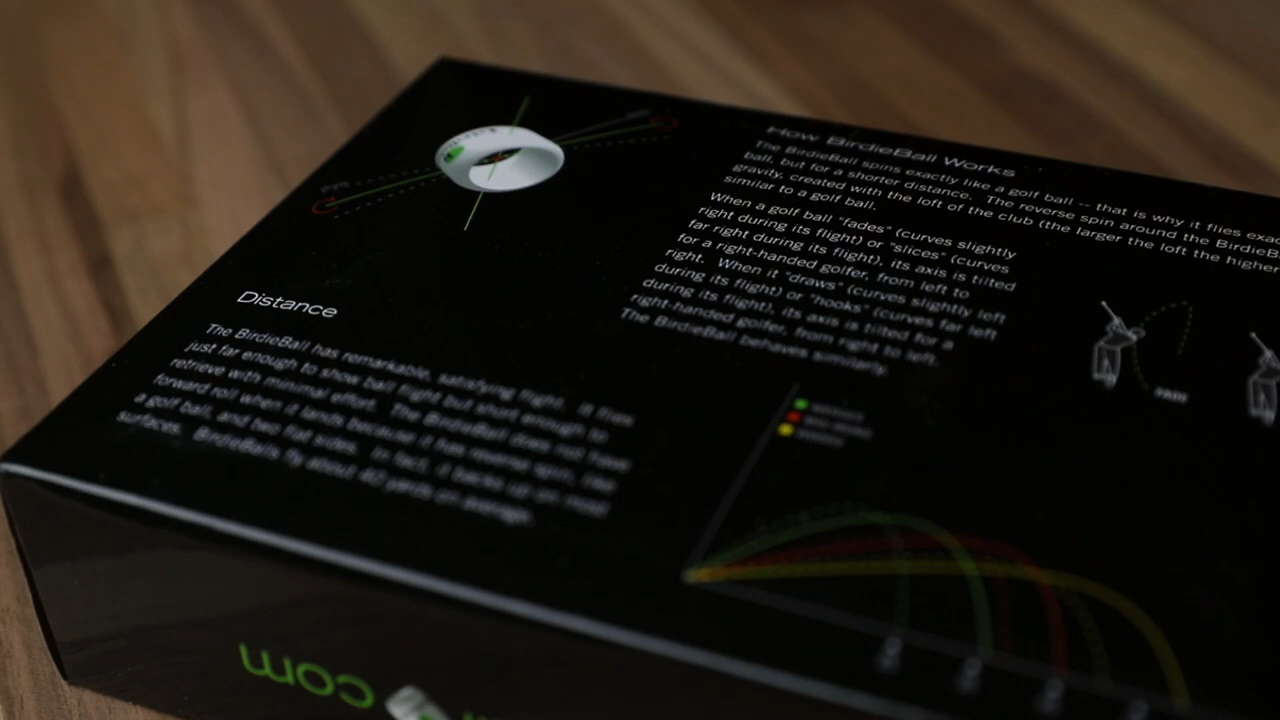 How BirdieBall Works
The BirdieBall spins exactly like a golf ball -- that is why it flies
ball, but for a shorter distance. The reverse spin around the
gravity, created with the loft of the club (the larger the loft the higher
similar to a golf ball.
When a golf ball "fades" (curves slightly
right during its flight) or "slices" (curves
far right during its flight), its axis is tilted
for a right-handed golfer, from left to
right. When it "draws" (curves slightly left
during its flight) or "hooks" (curves far left
during its flight), its axis is tilted for a
right-handed golfer, from right to left.
The BirdieBall behaves similarly.
Distance
The BirdieBall has remarkable, satisfying flight. It flies
just far enough to show ball flight but short enough to
retrieve with minimal effort. The BirdieBall does not have
forward roll when it lands because it has reverse spin, like
a golf ball, and two flat sides. In fact, it backs up on most
surfaces. BirdieBalls fly about 40 yards on average.
com